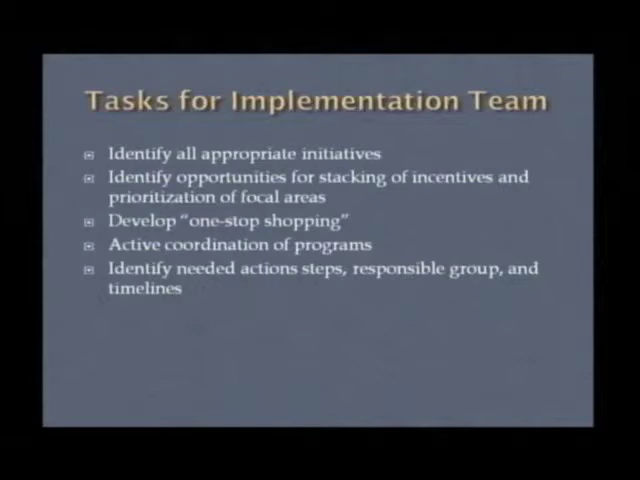 Tasks for Implementation Team
Identify all appropriate initiatives
Identify opportunities for stacking of incentives and
prioritization of focal areas
Develop “one-stop shopping”
Active coordination of programs
Identify needed actions steps, responsible group, and
timelines